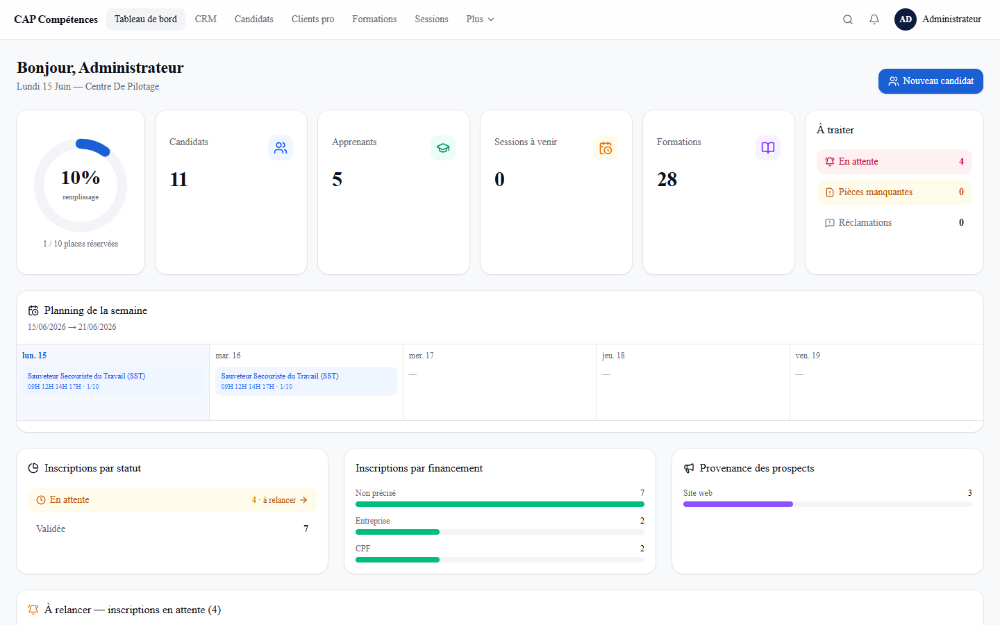 CAP Compétences
Tableau de bord
CRM
Candidats
Clients pro
Formations
Sessions
Plus
AD
Administrateur
Bonjour, Administrateur
Lundi 15 Juin — Centre De Pilotage
Nouveau candidat
10%
remplissage
1 / 10 places réservées
Candidats
11
Apprenants
5
Sessions à venir
0
Formations
28
À traiter
En attente 4
Pièces manquantes 0
Réclamations 0
Planning de la semaine
15/06/2026 → 21/06/2026
lun. 15
Sauveteur Secouriste du Travail (SST)
09H 12H 14H 17H · 1/10
mar. 16
Sauveteur Secouriste du Travail (SST)
09H 12H 14H 17H · 1/10
mer. 17
—
jeu. 18
—
ven. 19
—
Inscriptions par statut
En attente 4 · à relancer →
Validée 7
Inscriptions par financement
Non précisé 7
Entreprise 2
CPF 2
Provenance des prospects
Site web 3
À relancer — inscriptions en attente (4)